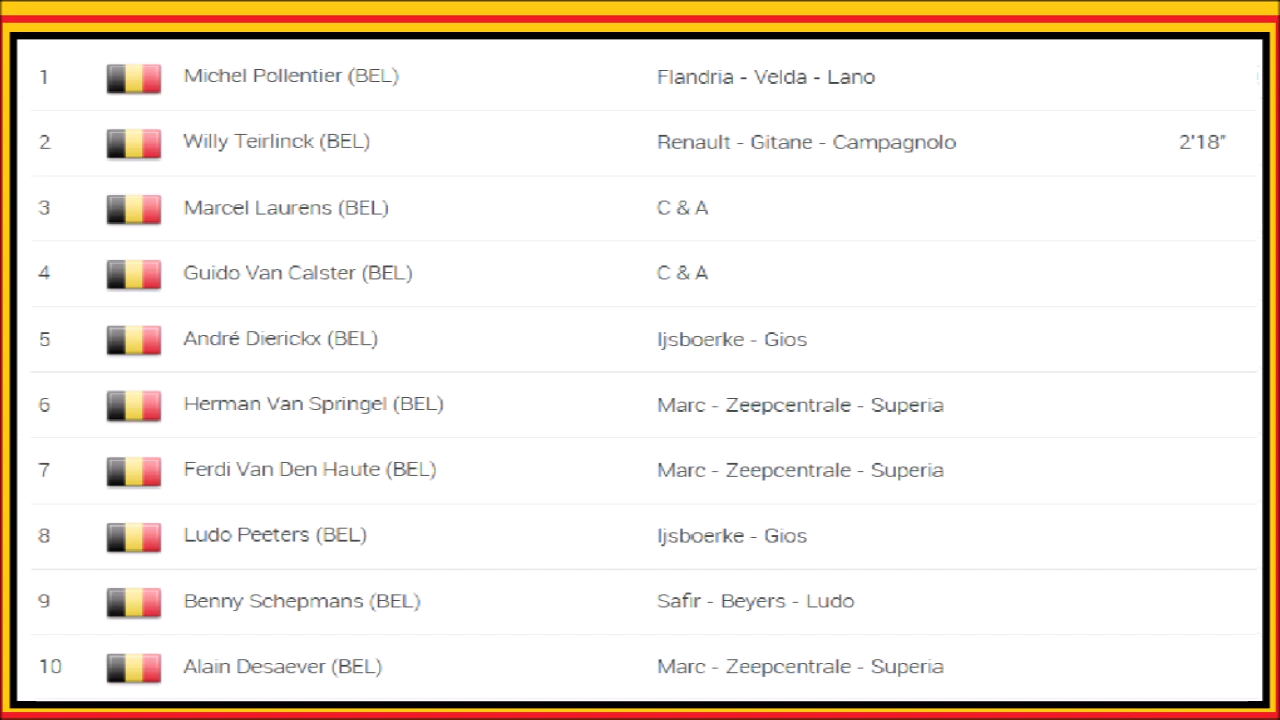 1 Michel Pollentier (BEL) Flandria - Velda - Lano
2 Willy Teirlinck (BEL) Renault - Gitane - Campagnolo 2'18"
3 Marcel Laurens (BEL) C & A
4 Guido Van Calster (BEL) C & A
5 André Dierickx (BEL) Ijsboerke - Gios
6 Herman Van Springel (BEL) Marc - Zeepcentrale - Superia
7 Ferdi Van Den Haute (BEL) Marc - Zeepcentrale - Superia
8 Ludo Peeters (BEL) Ijsboerke - Gios
9 Benny Schepmans (BEL) Safir - Beyers - Ludo
10 Alain Desaever (BEL) Marc - Zeepcentrale - Superia